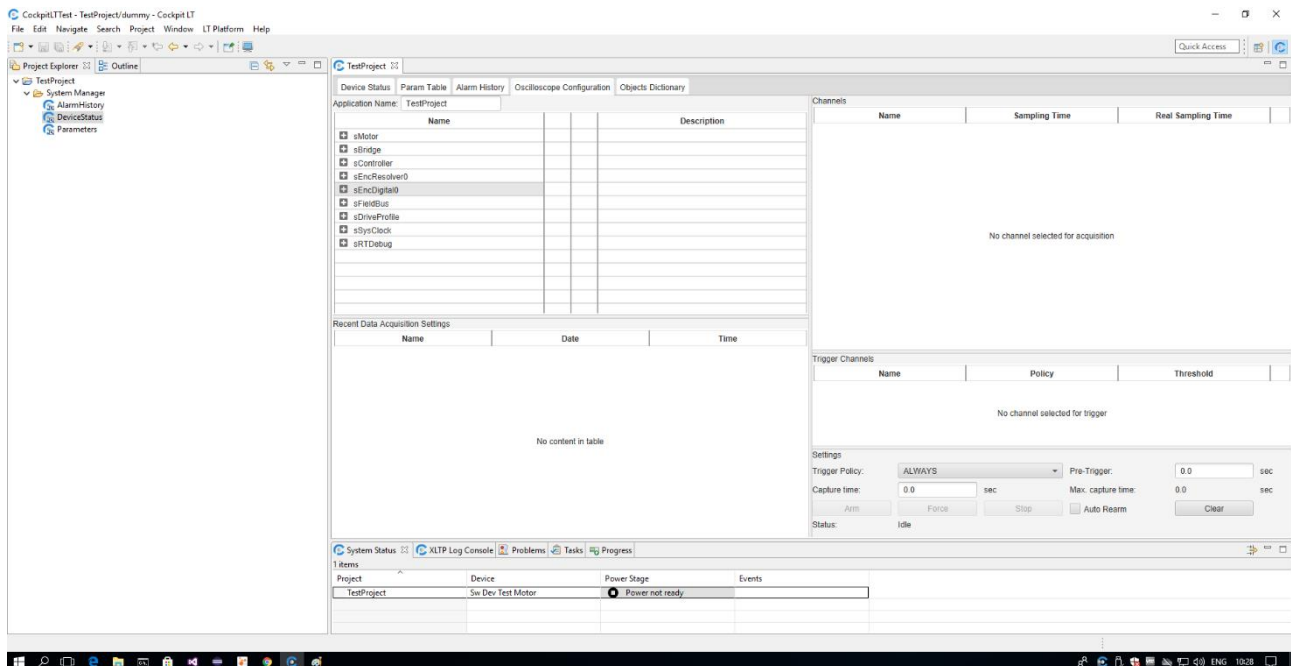 CockpitLTTest - TestProject/dummy - Cockpit LT
File Edit Navigate Search Project Window LT Platform Help
Quick Access
Project Explorer Outline
TestProject
System Manager
AlarmHistory
DeviceStatus
Parameters
TestProject
Device Status Param Table Alarm History Oscilloscope Configuration Objects Dictionary
Application Name: TestProject
Name Description
sMotor
sBridge
sController
sEncResolver0
sEncDigital0
sFieldBus
sDriveProfile
sSysClock
sRTDebug
Recent Data Acquisition Settings
Name Date Time
No content in table
Channels
Name Sampling Time Real Sampling Time
No channel selected for acquisition
Trigger Channels
Name Policy Threshold
No channel selected for trigger
Settings
Trigger Policy: ALWAYS Pre-Trigger: 0.0 sec
Capture time: 0.0 sec Max. capture time: 0.0 sec
Arm Force Stop Auto Rearm Clear
Status: Idle
System Status XLTP Log Console Problems Tasks Progress
1 items
Project Device Power Stage Events
TestProject Sw Dev Test Motor Power not ready
ENG 10:28